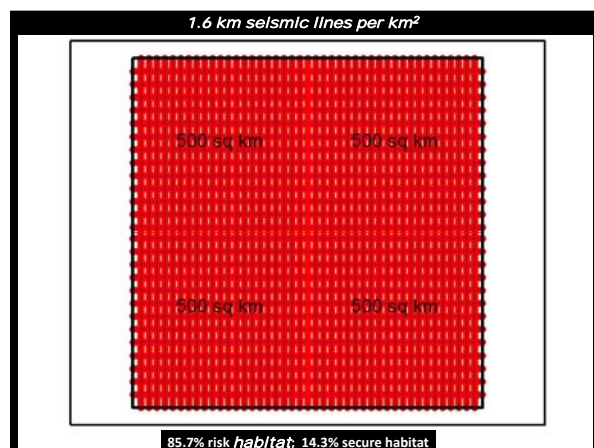 1.6 km seismic lines per km²
500 sq km 500 sq km
500 sq km 500 sq km
85.7% risk habitat; 14.3% secure habitat